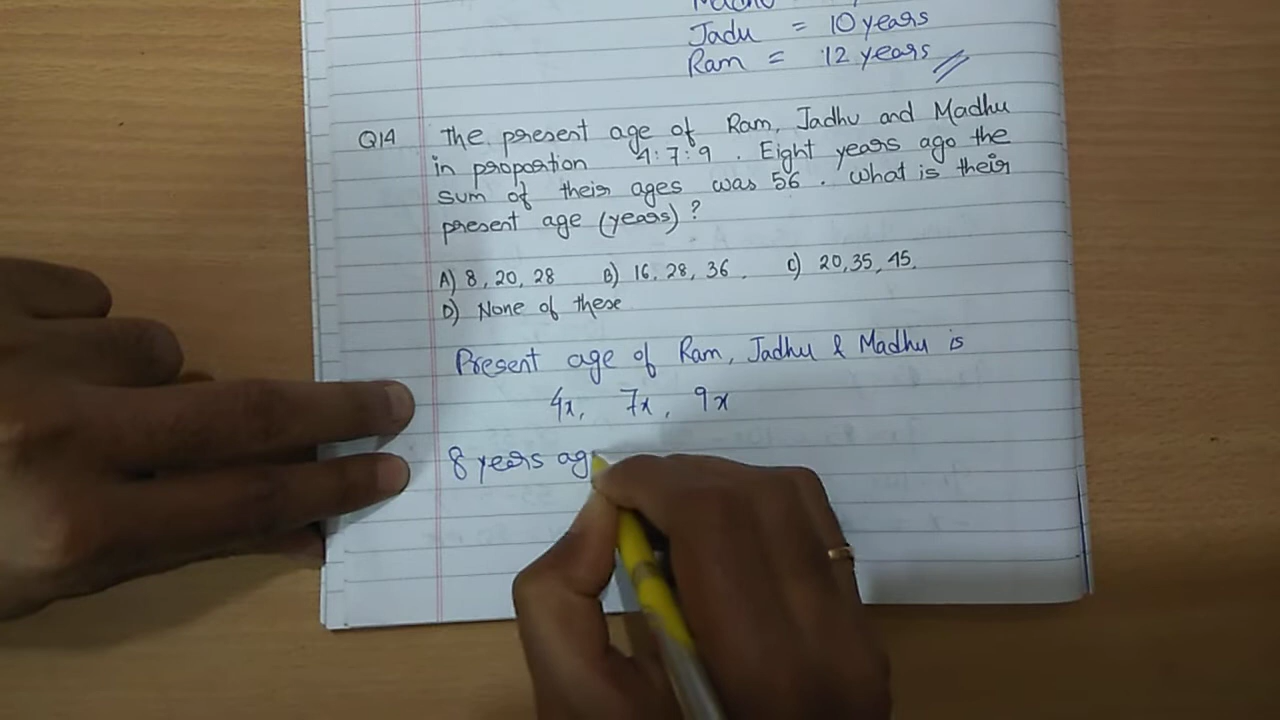 Jadu = 10 years
Ram = 12 years
Q14 The present age of Ram, Jadhu and Madhu
in proportion 4:7:9. Eight years ago the
sum of their ages was 56. What is their
present age (years)?
A) 8, 20, 28 B) 16, 28, 36. C) 20, 35, 45.
D) None of these
Present age of Ram, Jadhu & Madhu is
4x, 7x, 9x
8 years ag